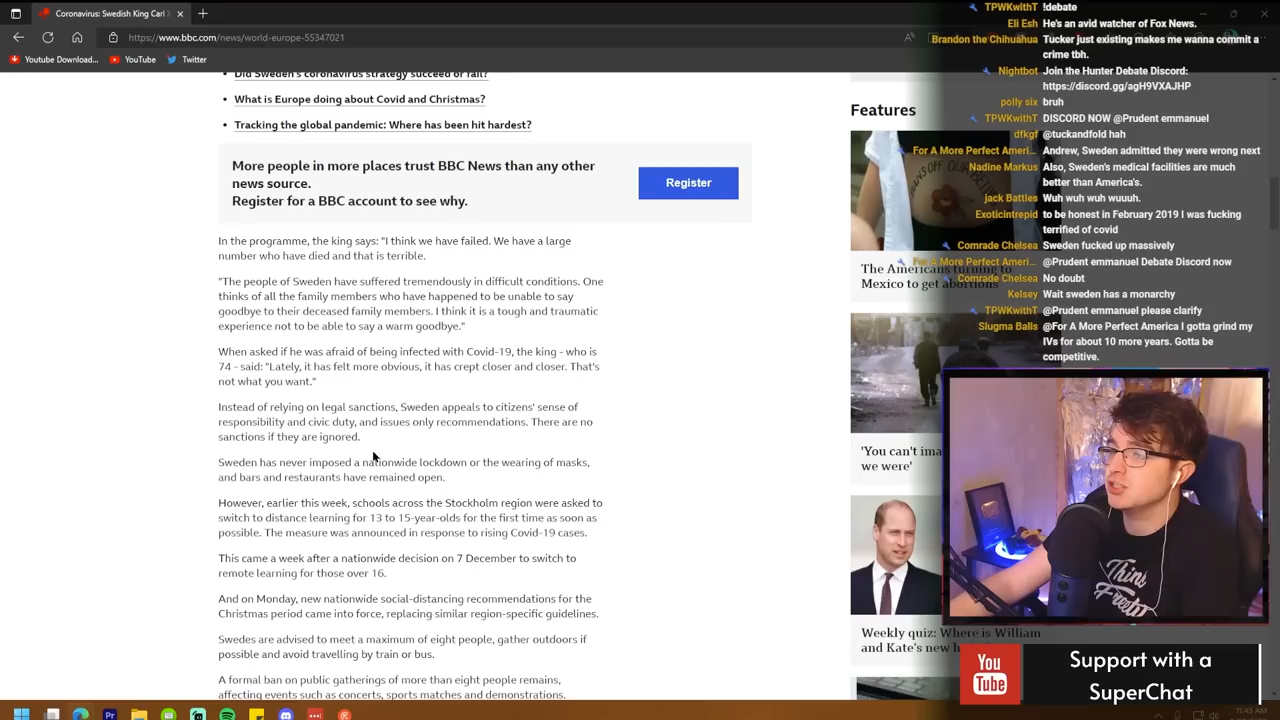 Coronavirus: Swedish King Carl X
https://www.bbc.com/news/world-europe-55347021
Youtube Download...
YouTube
Twitter
Did Sweden's coronavirus strategy succeed or fail?
What is Europe doing about Covid and Christmas?
Tracking the global pandemic: Where has been hit hardest?
More people in more places trust BBC News than any other
news source.
Register for a BBC account to see why.
Register
In the programme, the king says: "I think we have failed. We have a large
number who have died and that is terrible.
"The people of Sweden have suffered tremendously in difficult conditions. One
thinks of all the family members who have happened to be unable to say
goodbye to their deceased family members. I think it is a tough and traumatic
experience not to be able to say a warm goodbye."
When asked if he was afraid of being infected with Covid-19, the king - who is
74 - said: "Lately, it has felt more obvious, it has crept closer and closer. That's
not what you want."
Instead of relying on legal sanctions, Sweden appeals to citizens' sense of
responsibility and civic duty, and issues only recommendations. There are no
sanctions if they are ignored.
Sweden has never imposed a nationwide lockdown or the wearing of masks,
and bars and restaurants have remained open.
However, earlier this week, schools across the Stockholm region were asked to
switch to distance learning for 13 to 15-year-olds for the first time as soon as
possible. The measure was announced in response to rising Covid-19 cases.
This came a week after a nationwide decision on 7 December to switch to
remote learning for those over 16.
And on Monday, new nationwide social-distancing recommendations for the
Christmas period came into force, replacing similar region-specific guidelines.
Swedes are advised to meet a maximum of eight people, gather outdoors if
possible and avoid travelling by train or bus.
A formal ban on public gatherings of more than eight people remains,
affecting events such as concerts, sports matches and demonstrations.
Features
The Americans turning to
Mexico to get abortions
'You can't ima
we were'
Weekly quiz: Where is William
and Kate's new h
TPWKwithT !debate
Eli Esh He's an avid watcher of Fox News.
Brandon the Chihuahua Tucker just existing makes me wanna commit a
crime tbh.
Nightbot Join the Hunter Debate Discord:
https://discord.gg/agH9VXAJHP
polly six bruh
TPWKwithT DISCORD NOW @Prudent emmanuel
dfkgf @tuckandfold hah
For A More Perfect Ameri... Andrew, Sweden admitted they were wrong next
Nadine Markus Also, Sweden's medical facilities are much
better than America's.
jack Battles Wuh wuh wuh wuuuh.
Exoticintrepid to be honest in February 2019 I was fucking
terrified of covid
Comrade Chelsea Sweden fucked up massively
For A More Perfect Ameri... @Prudent emmanuel Debate Discord now
Comrade Chelsea No doubt
Kelsey Wait sweden has a monarchy
TPWKwithT @Prudent emmanuel please clarify
Slugma Balls @For A More Perfect America I gotta grind my
IVs for about 10 more years. Gotta be
competitive.
Think
You
Tube
Support with a
SuperChat
11:43 AM